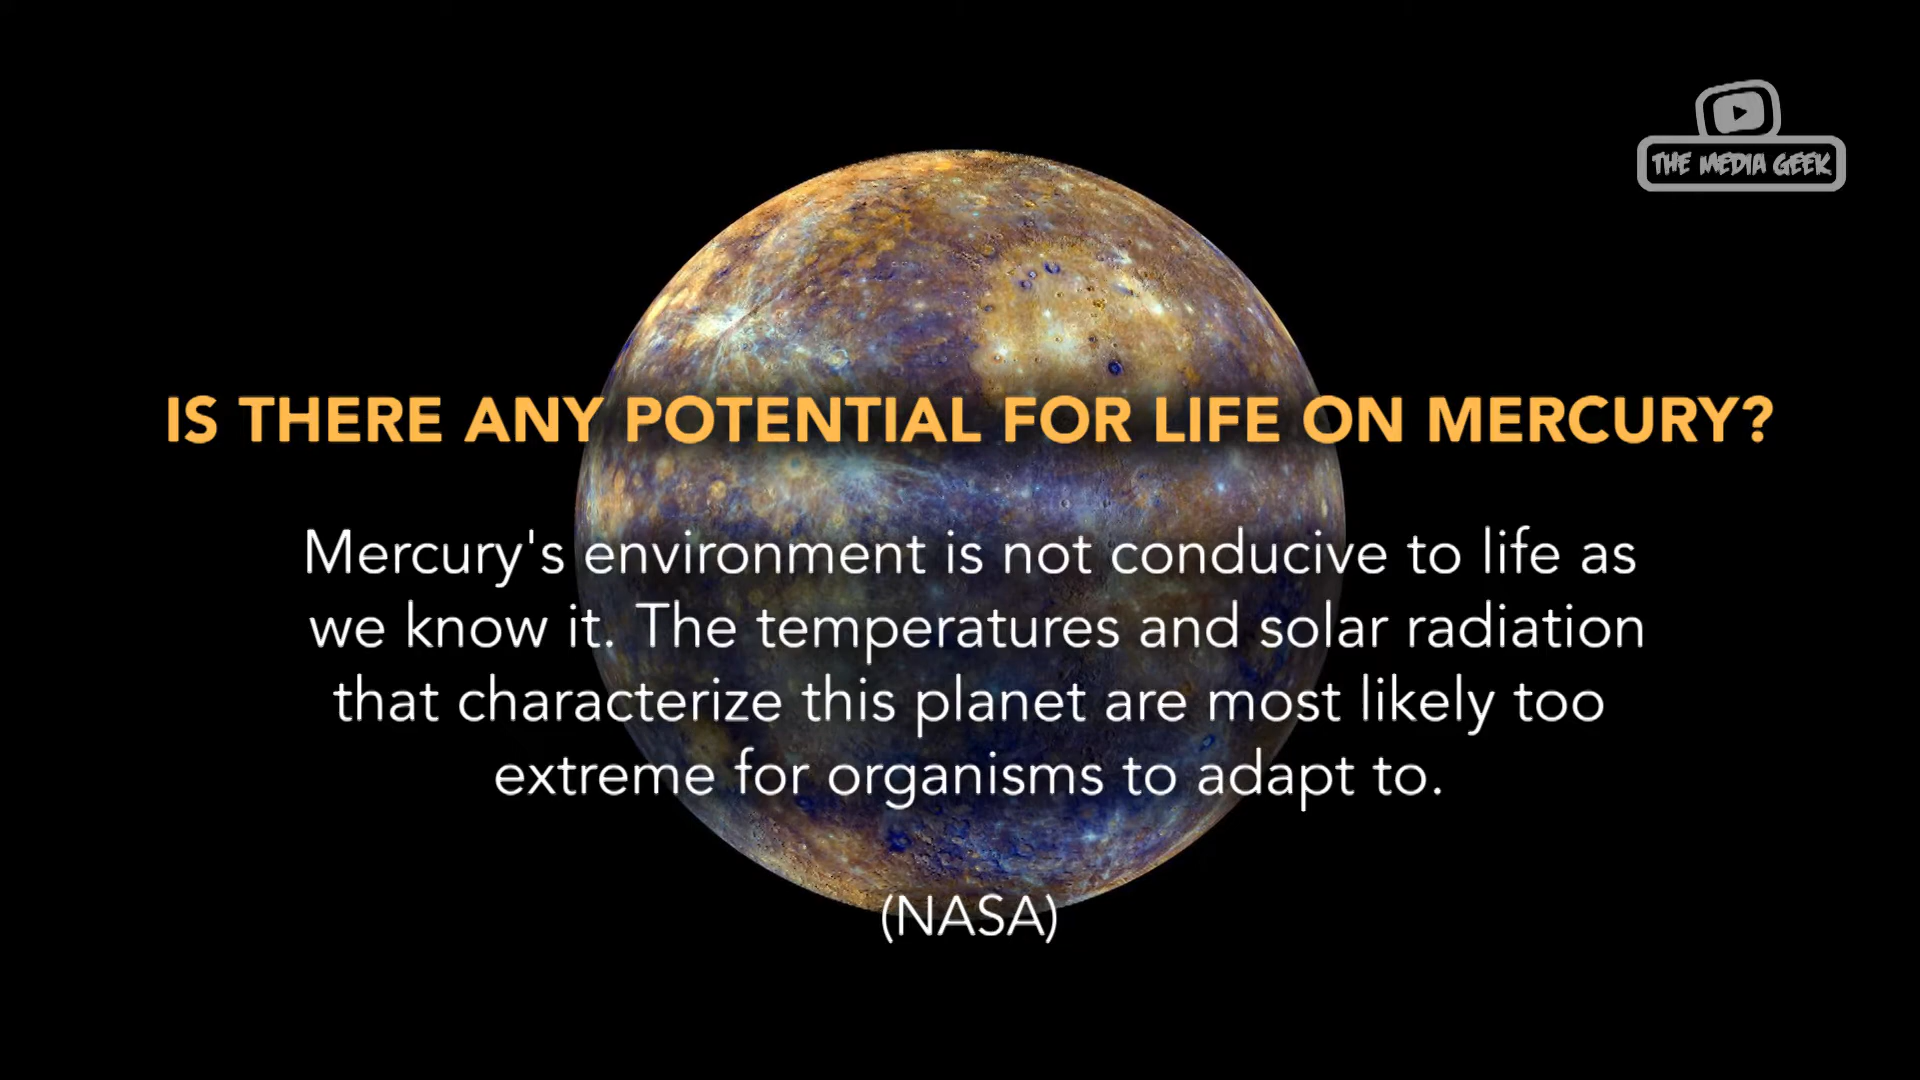 THE MEDIA GEEK
IS THERE ANY POTENTIAL FOR LIFE ON MERCURY?
Mercury's environment is not conducive to life as
we know it. The temperatures and solar radiation
that characterize this planet are most likely too
extreme for organisms to adapt to.
(NASA)